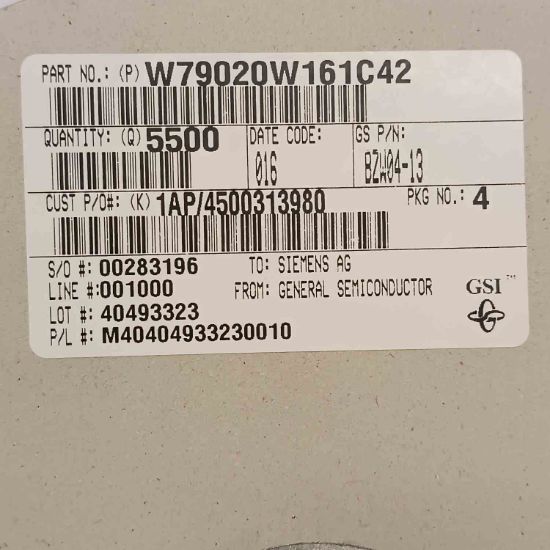 PART NO.: (P) W79020W161C42
QUANTITY: (Q) 5500
DATE CODE:
016
GS P/N:
BZW04-13
CUST P/O#: (K) 1AP/4500313980
PKG NO.: 4
S/O #: 00283196
TO: SIEMENS AG
LINE #:001000
FROM: GENERAL SEMICONDUCTOR
LOT #: 40493323
P/L #: M40404933230010
GSI™